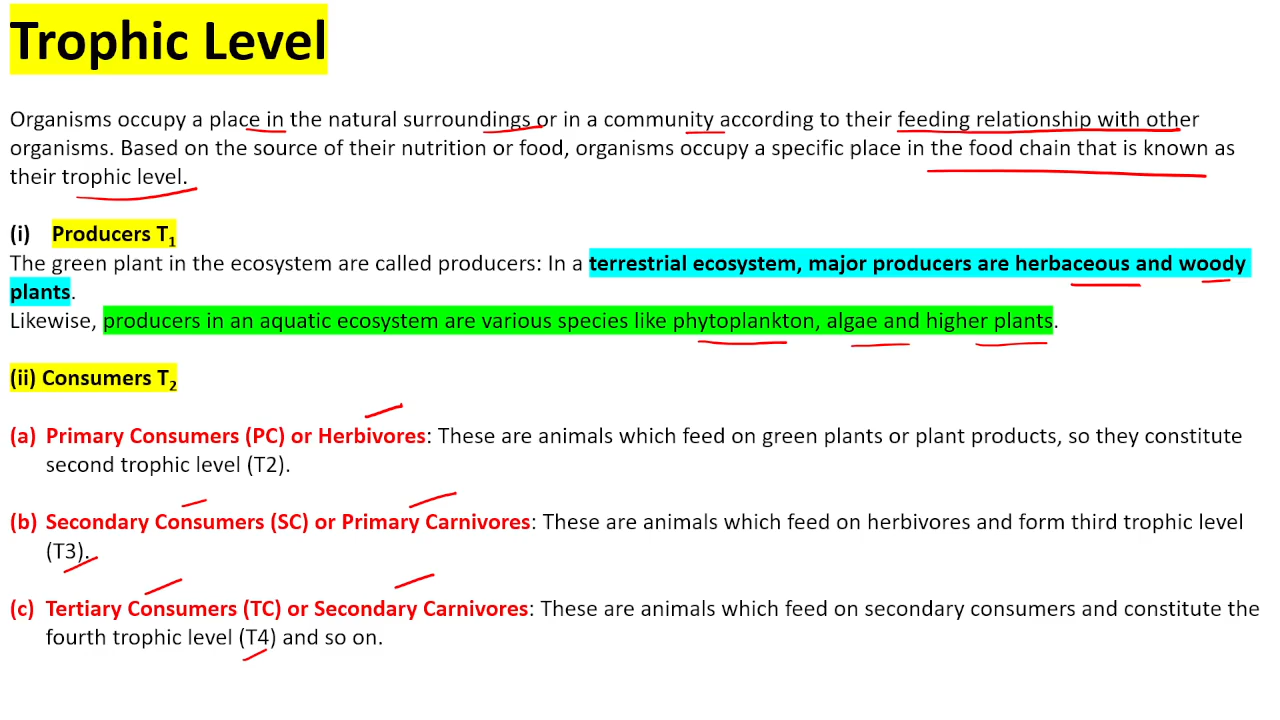 Trophic Level
Organisms occupy a place in the natural surroundings or in a community according to their feeding relationship with other
organisms. Based on the source of their nutrition or food, organisms occupy a specific place in the food chain that is known as
their trophic level.
(i) Producers T₁
The green plant in the ecosystem are called producers: In a terrestrial ecosystem, major producers are herbaceous and woody
plants.
Likewise, producers in an aquatic ecosystem are various species like phytoplankton, algae and higher plants.
(ii) Consumers T₂
(a) Primary Consumers (PC) or Herbivores: These are animals which feed on green plants or plant products, so they constitute
second trophic level (T2).
(b) Secondary Consumers (SC) or Primary Carnivores: These are animals which feed on herbivores and form third trophic level
(T3).
(c) Tertiary Consumers (TC) or Secondary Carnivores: These are animals which feed on secondary consumers and constitute the
fourth trophic level (T4) and so on.